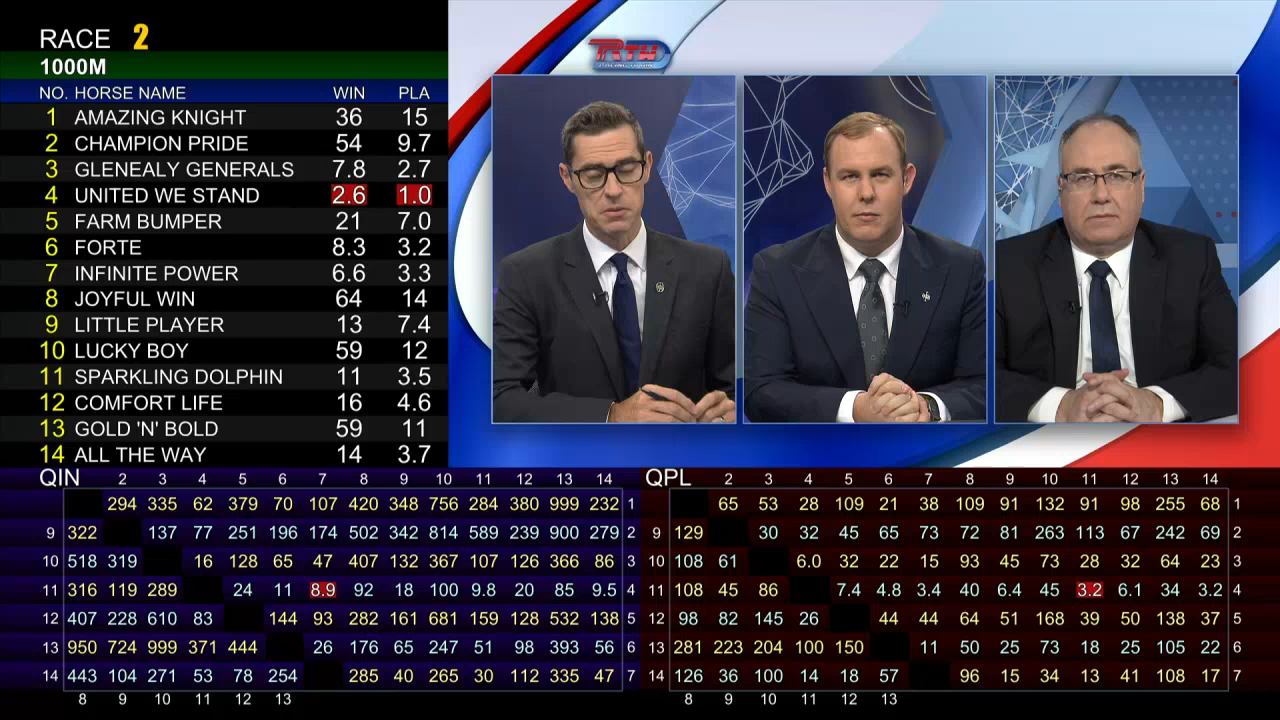 RACE 2
1000M
NO. HORSE NAME WIN PLA
1 AMAZING KNIGHT 36 15
2 CHAMPION PRIDE 54 9.7
3 GLENEALY GENERALS 7.8 2.7
4 UNITED WE STAND 2.6 1.0
5 FARM BUMPER 21 7.0
6 FORTE 8.3 3.2
7 INFINITE POWER 6.6 3.3
8 JOYFUL WIN 64 14
9 LITTLE PLAYER 13 7.4
10 LUCKY BOY 59 12
11 SPARKLING DOLPHIN 11 3.5
12 COMFORT LIFE 16 4.6
13 GOLD 'N' BOLD 59 11
14 ALL THE WAY 14 3.7
RTW
QIN 2 3 4 5 6 7 8 9 10 11 12 13 14
294 335 62 379 70 107 420 348 756 284 380 999 232 1
9 322 137 77 251 196 174 502 342 814 589 239 900 279 2
10 518 319 16 128 65 47 407 132 367 107 126 366 86 3
11 316 119 289 24 11 8.9 92 18 100 9.8 20 85 9.5 4
12 407 228 610 83 144 93 282 161 681 159 128 532 138 5
13 950 724 999 371 444 26 176 65 247 51 98 393 56 6
14 443 104 271 53 78 254 285 40 265 30 112 335 47 7
8 9 10 11 12 13
QPL 2 3 4 5 6 7 8 9 10 11 12 13 14
65 53 28 109 21 38 109 91 132 91 98 255 68 1
9 129 30 32 45 65 73 72 81 263 113 67 242 69 2
10 108 61 6.0 32 22 15 93 45 73 28 32 64 23 3
11 108 45 86 7.4 4.8 3.4 40 6.4 45 3.2 6.1 34 3.2 4
12 98 82 145 26 44 44 64 51 168 39 50 138 37 5
13 281 223 204 100 150 11 50 25 73 18 25 105 22 6
14 126 36 100 14 18 57 96 15 34 13 41 108 17 7
8 9 10 11 12 13